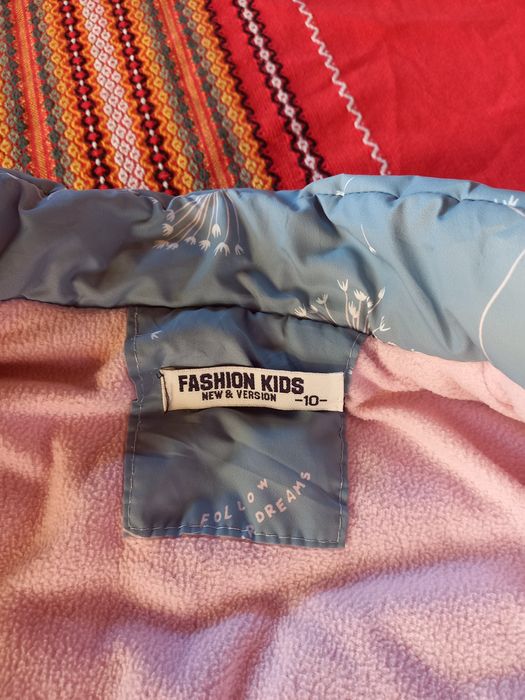 FASHION KIDS
NEW & VERSION -10-
FOLLOW
DREAMS